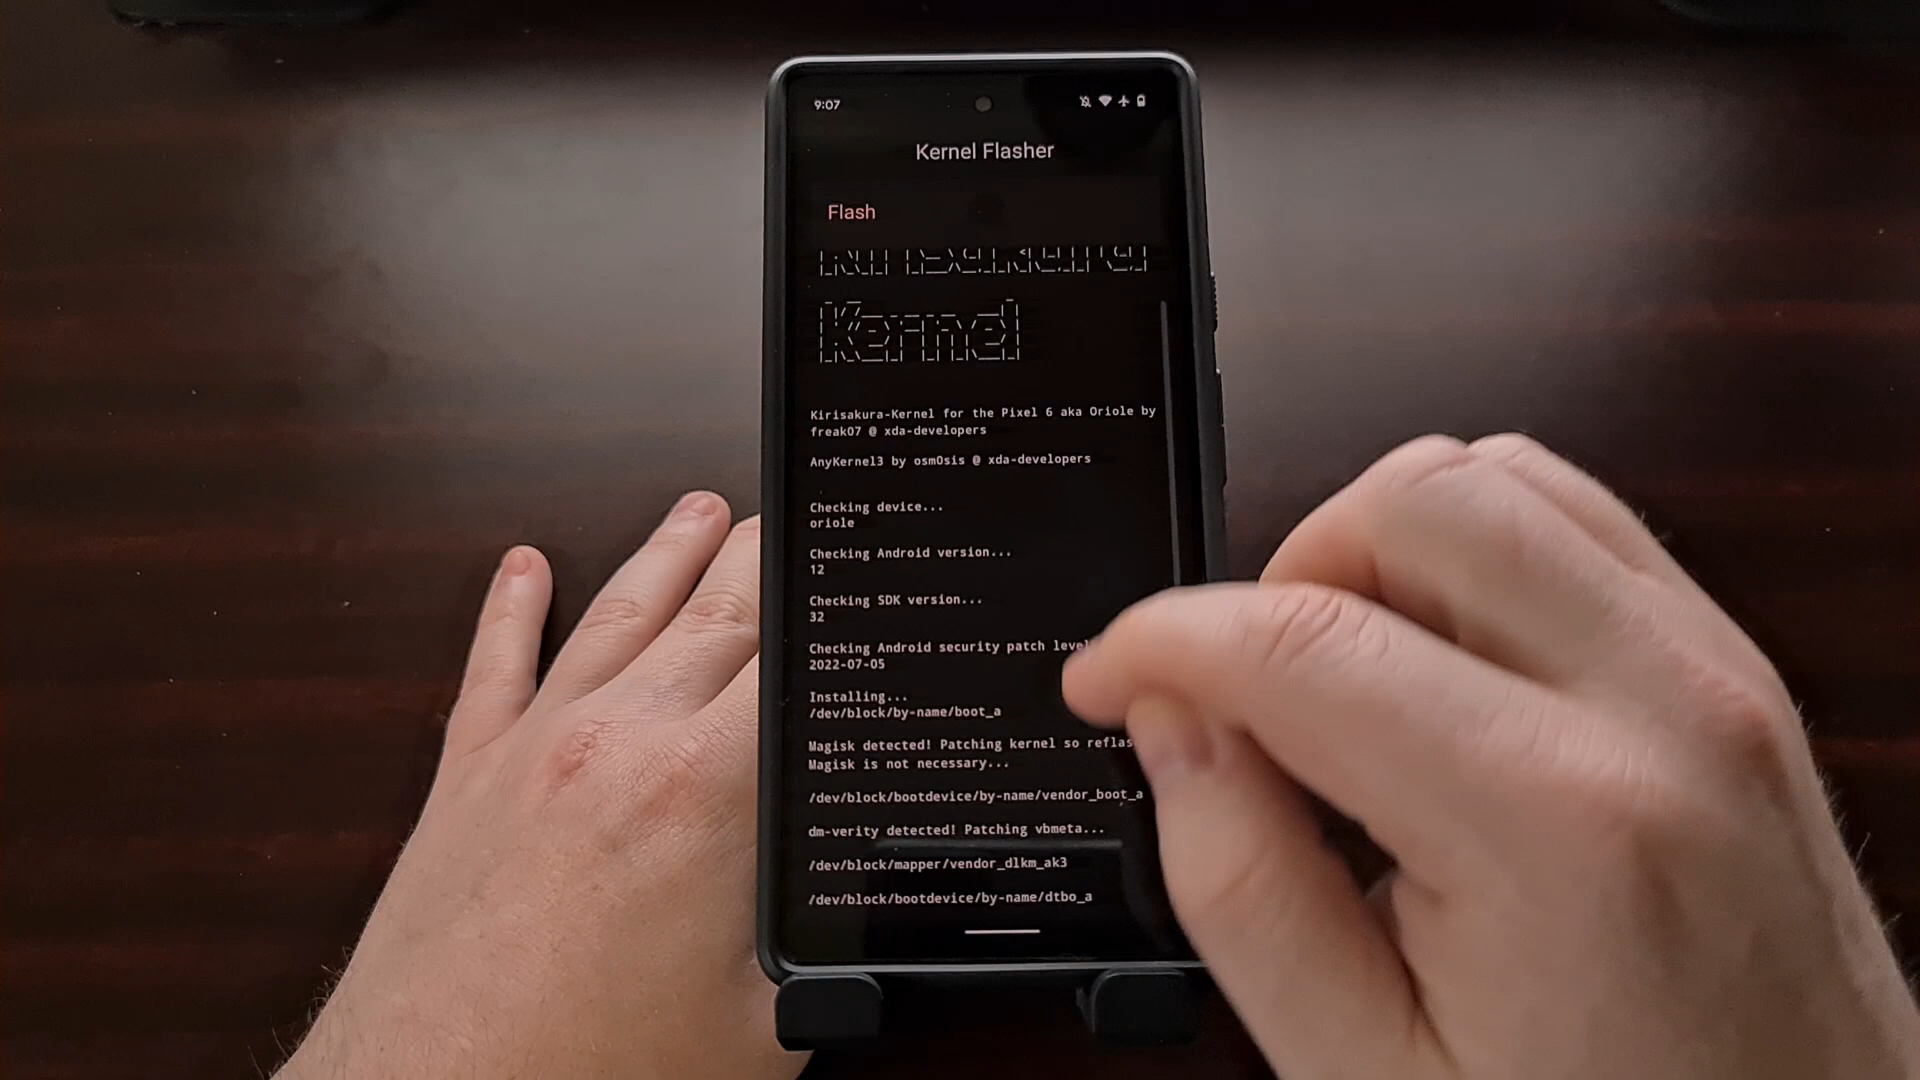 9:07
Kernel Flasher
Flash
Kirisakura
Kernel
Kirisakura-Kernel for the Pixel 6 aka Oriole by
freak07 @ xda-developers
AnyKernel3 by osm0sis @ xda-developers
Checking device...
oriole
Checking Android version...
12
Checking SDK version...
32
Checking Android security patch level
2022-07-05
Installing...
/dev/block/by-name/boot_a
Magisk detected! Patching kernel so reflas
Magisk is not necessary...
/dev/block/bootdevice/by-name/vendor_boot_a
dm-verity detected! Patching vbmeta...
/dev/block/mapper/vendor_dlkm_ak3
/dev/block/bootdevice/by-name/dtbo_a